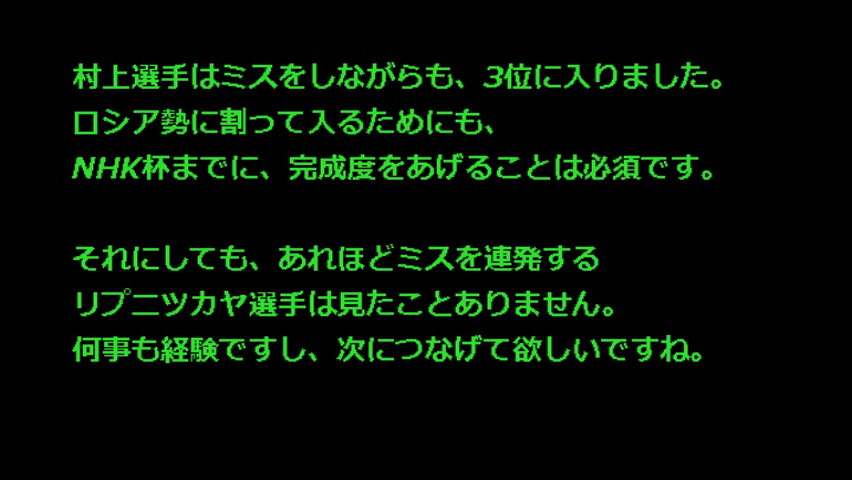 村上選手はミスをしながらも、3位に入りました。
ロシア勢に割って入るためにも、
NHK杯までに、完成度をあげることは必須です。
それにしても、あれほどミスを連発する
リプニツカヤ選手は見たことありません。
何事も経験ですし、次につなげて欲しいですね。